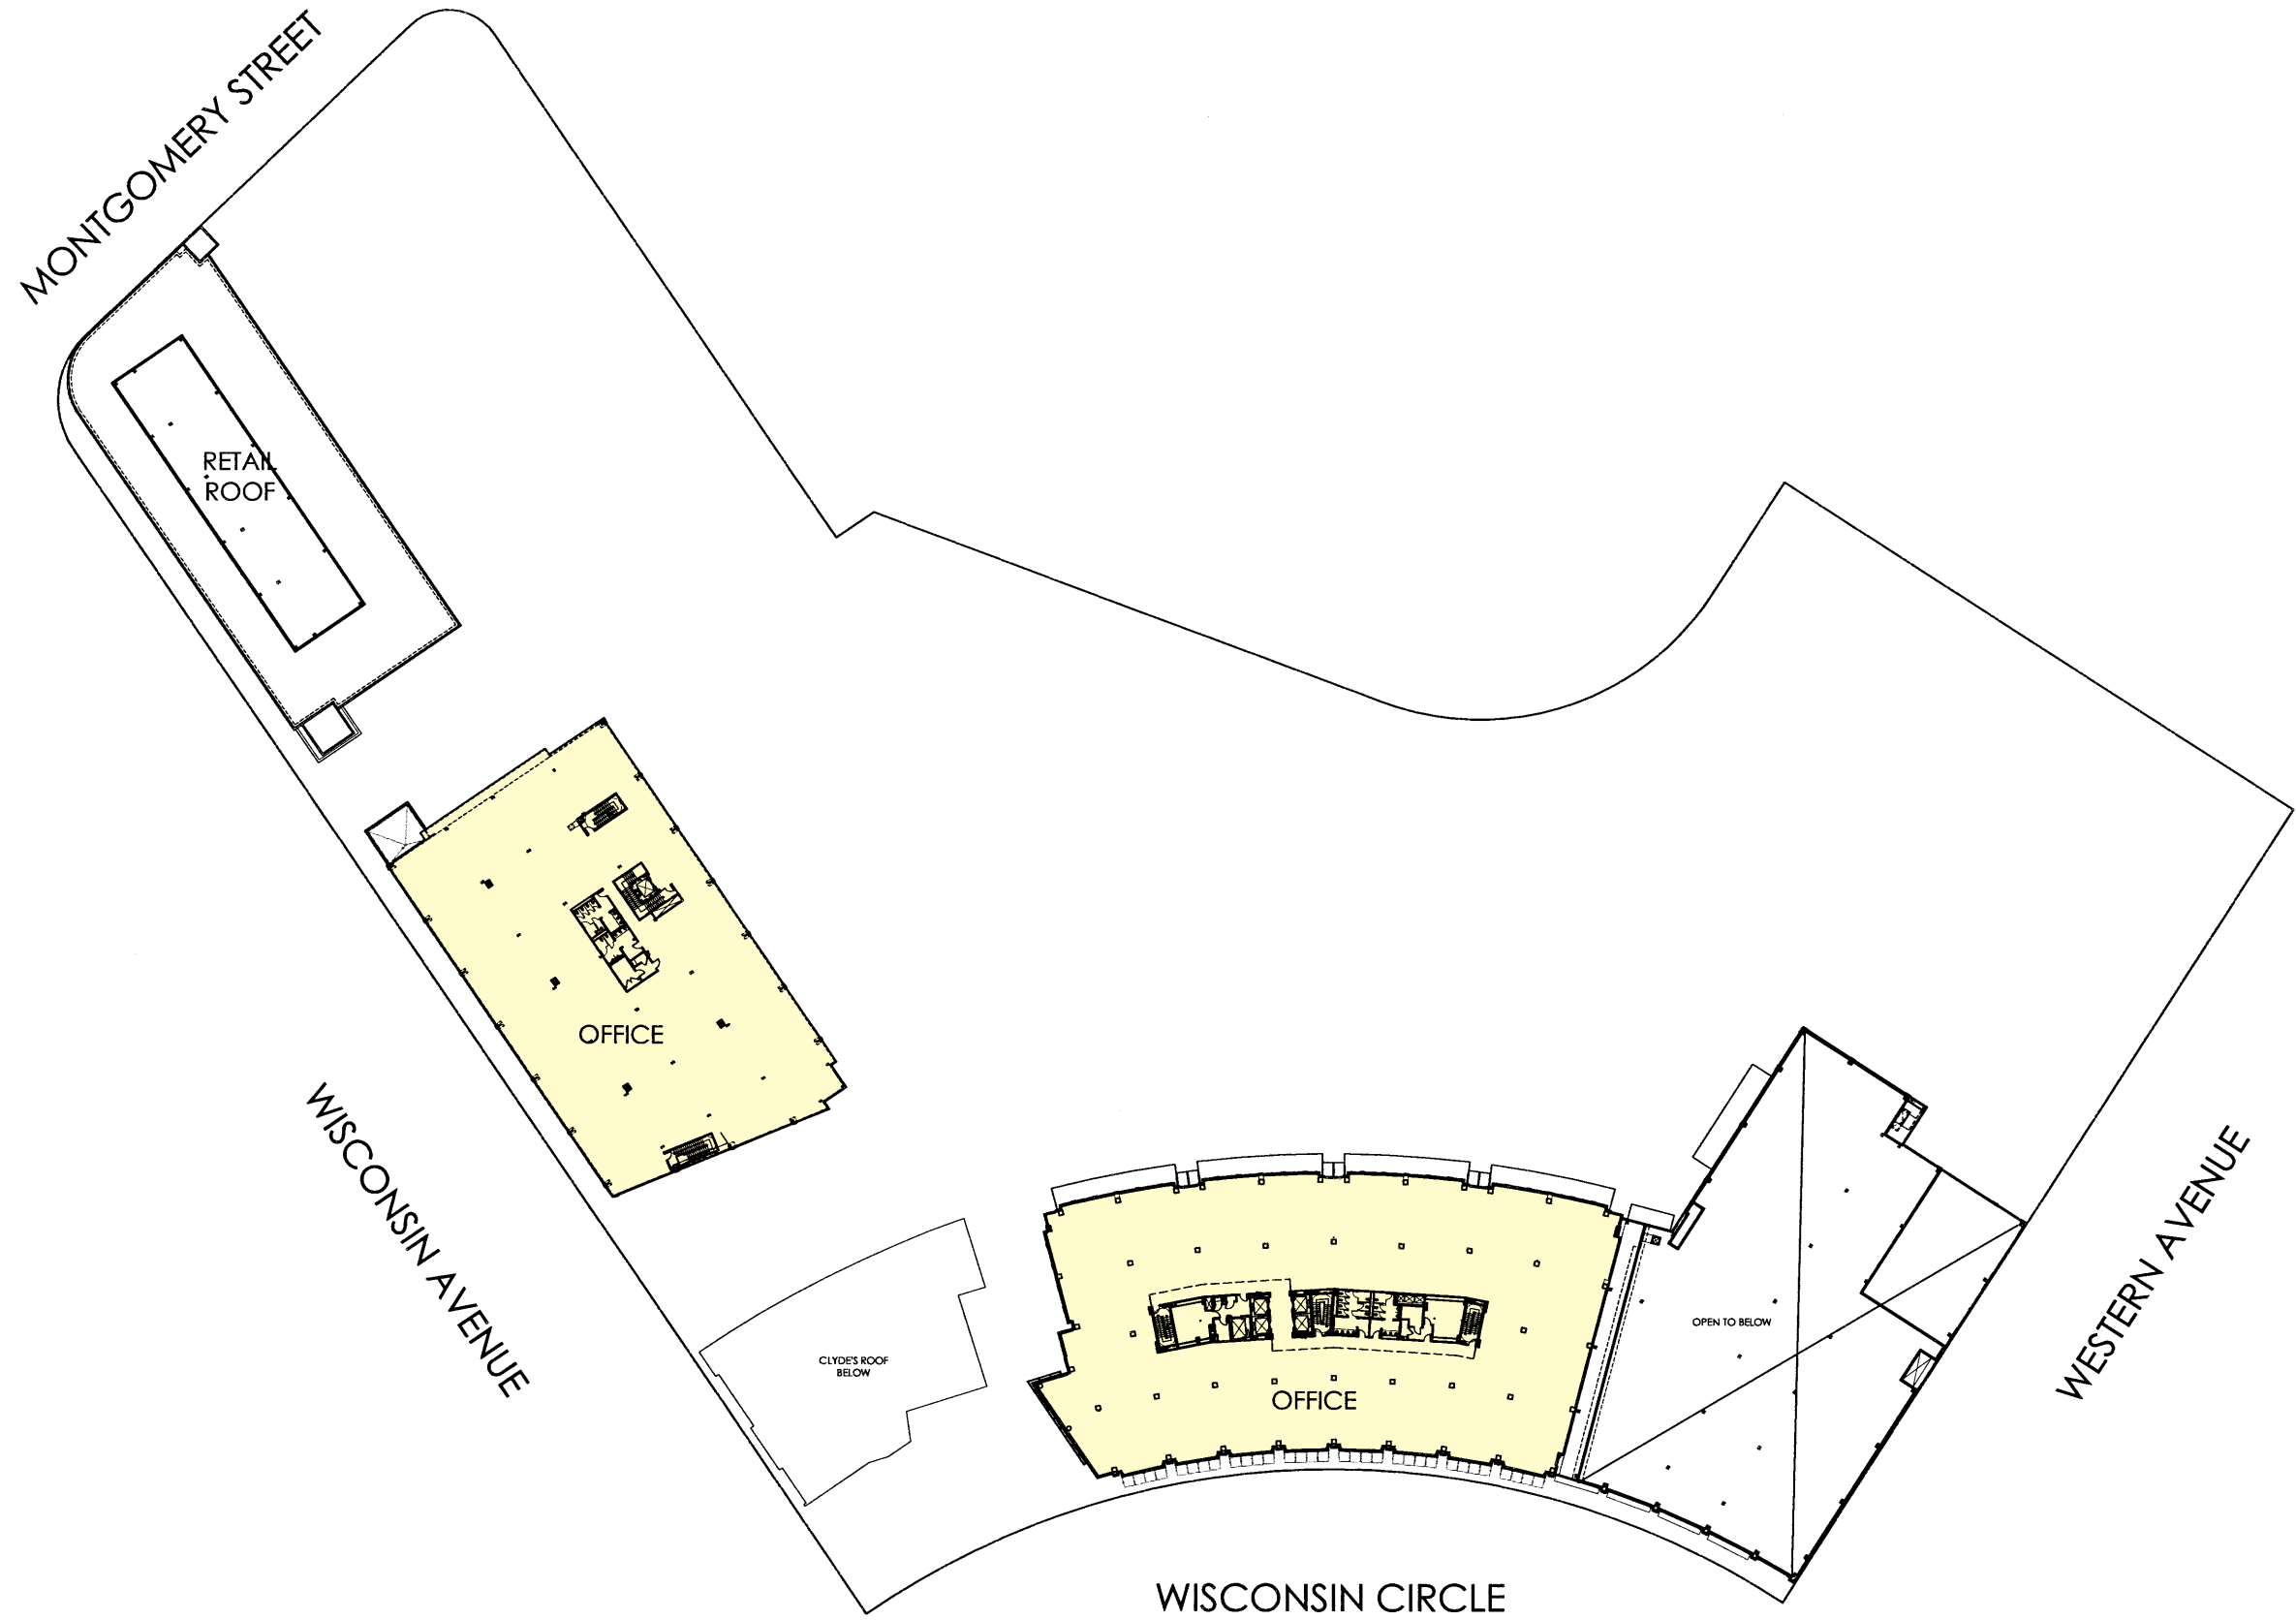 MONTGOMERY STREET
RETAIL
ROOF
OFFICE
WISCONSIN AVENUE
CLYDE'S ROOF
BELOW
OFFICE
OPEN TO BELOW
WESTERN AVENUE
WISCONSIN CIRCLE